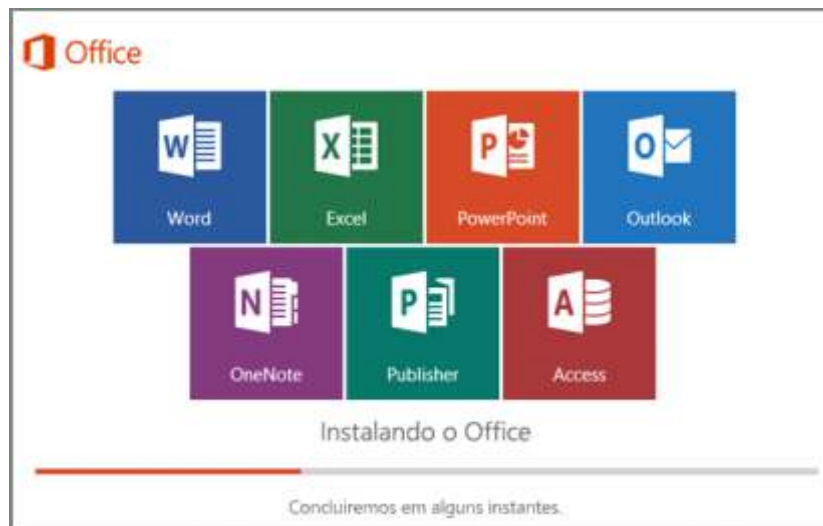 Office
Word Excel PowerPoint Outlook
OneNote Publisher Access
Instalando o Office
Concluiremos em alguns instantes.